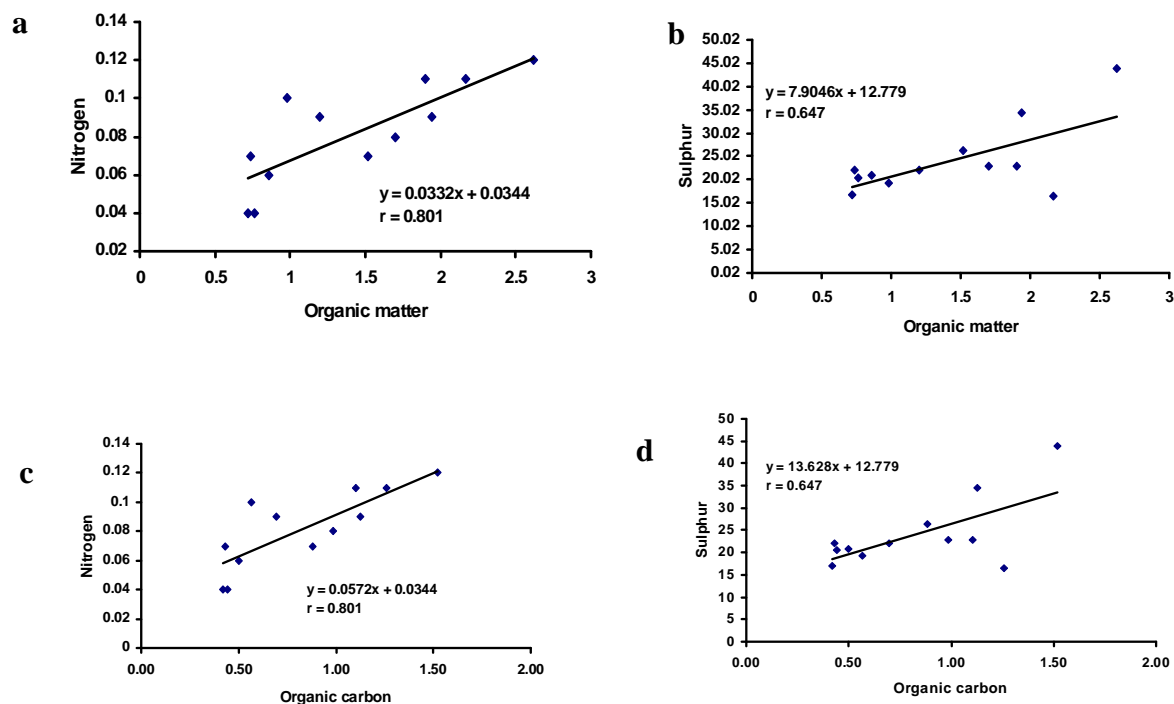 a
0.14
0.12
0.1
0.08
0.06
0.04
0.02
Nitrogen
y = 0.0332x + 0.0344
r = 0.801
0 0.5 1 1.5 2 2.5 3
Organic matter
b
50.02
45.02
40.02
35.02
30.02
25.02
20.02
15.02
10.02
5.02
0.02
Sulphur
y = 7.9046x + 12.779
r = 0.647
0 0.5 1 1.5 2 2.5 3
Organic matter
c
0.14
0.12
0.1
0.08
0.06
0.04
0.02
0
Nitrogen
y = 0.0572x + 0.0344
r = 0.801
0.00 0.50 1.00 1.50 2.00
Organic carbon
d
50
45
40
35
30
25
20
15
10
5
0
Sulphur
y = 13.628x + 12.779
r = 0.647
0.00 0.50 1.00 1.50 2.00
Organic carbon